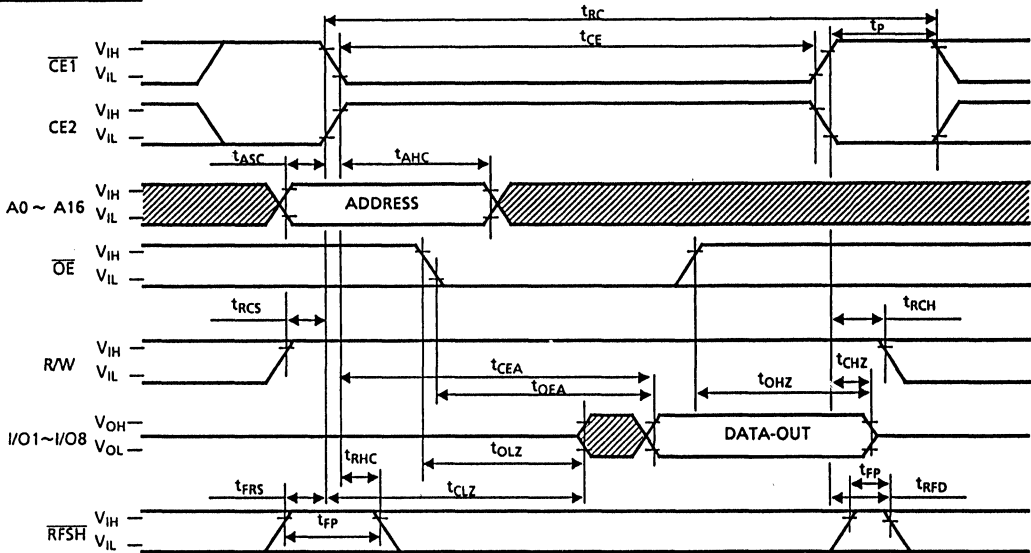 tRC
tP
tCE
CE1
VIH
VIL
CE2
VIH
VIL
tASC
tAHC
A0 ~ A16
VIH
VIL
ADDRESS
OE
VIH
VIL
tRCS
tRCH
R/W
VIH
VIL
tCEA
tCHZ
tOEA
tOHZ
I/O1~I/O8
VOH
VOL
DATA-OUT
tOLZ
tRHC
tFP
tFRS
tCLZ
tRFD
tFP
RFSH
VIH
VIL